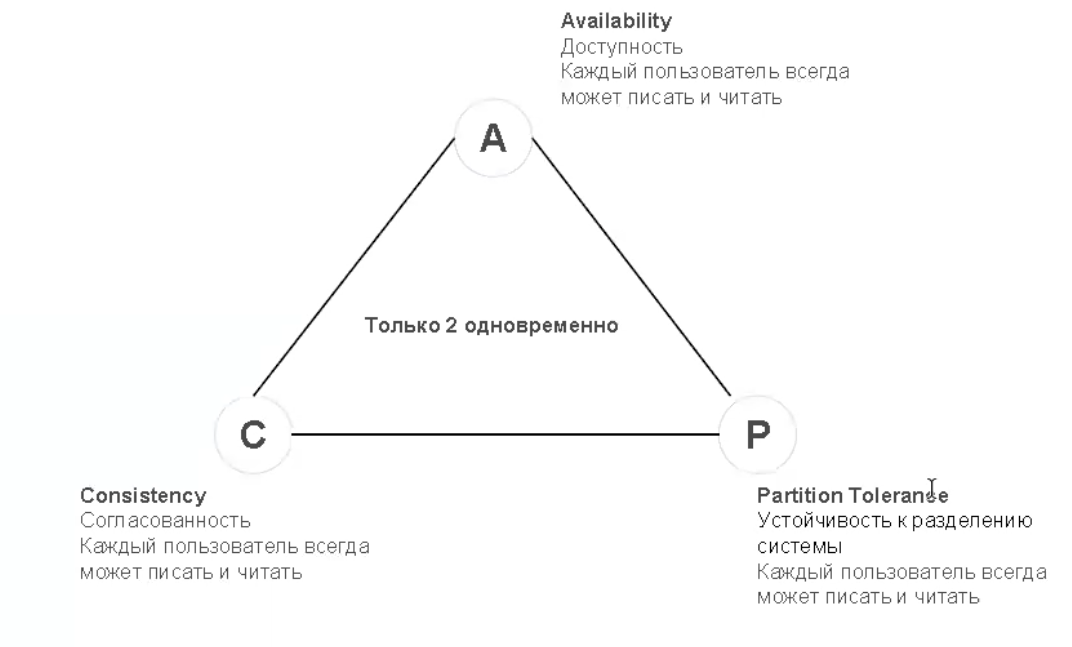 Availability
Доступность
Каждый пользователь всегда
может писать и читать
A
Только 2 одновременно
C
P
Consistency
Согласованность
Каждый пользователь всегда
может писать и читать
Partition Tolerance
Устойчивость к разделению
системы
Каждый пользователь всегда
может писать и читать